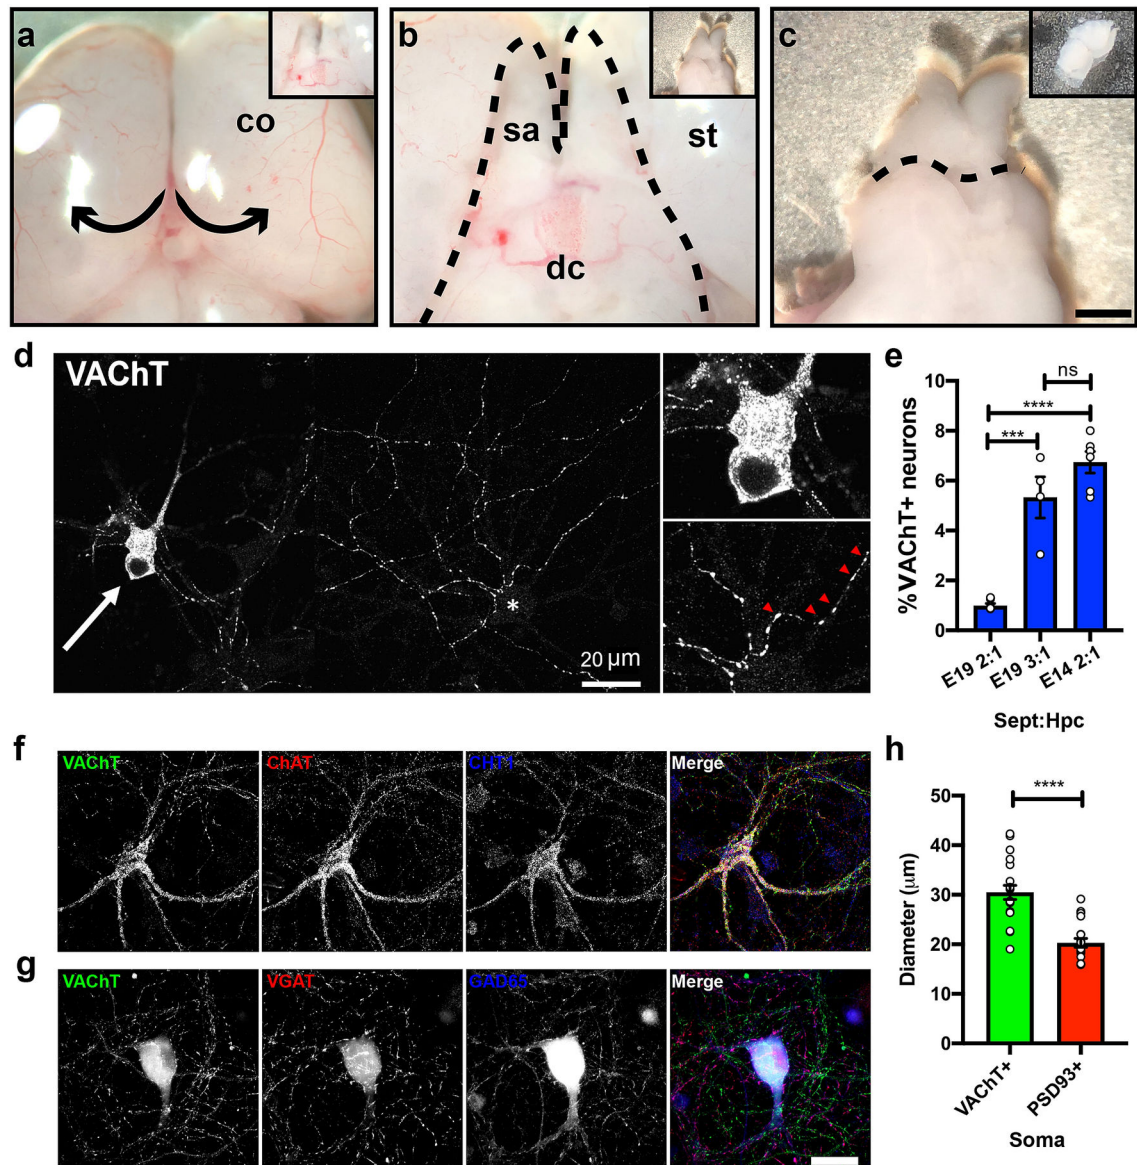 a
co
b
sa
st
dc
c
d
VAChT
*
20 µm
e
%VAChT+ neurons
10
8
6
4
2
0
ns
****
***
E19 2:1
E19 3:1
E14 2:1
Sept:Hpc
f
VAChT
ChAT
CHT1
Merge
g
VAChT
VGAT
GAD65
Merge
h
Diameter (µm)
50
40
30
20
10
0
****
VAChT+
PSD93+
Soma